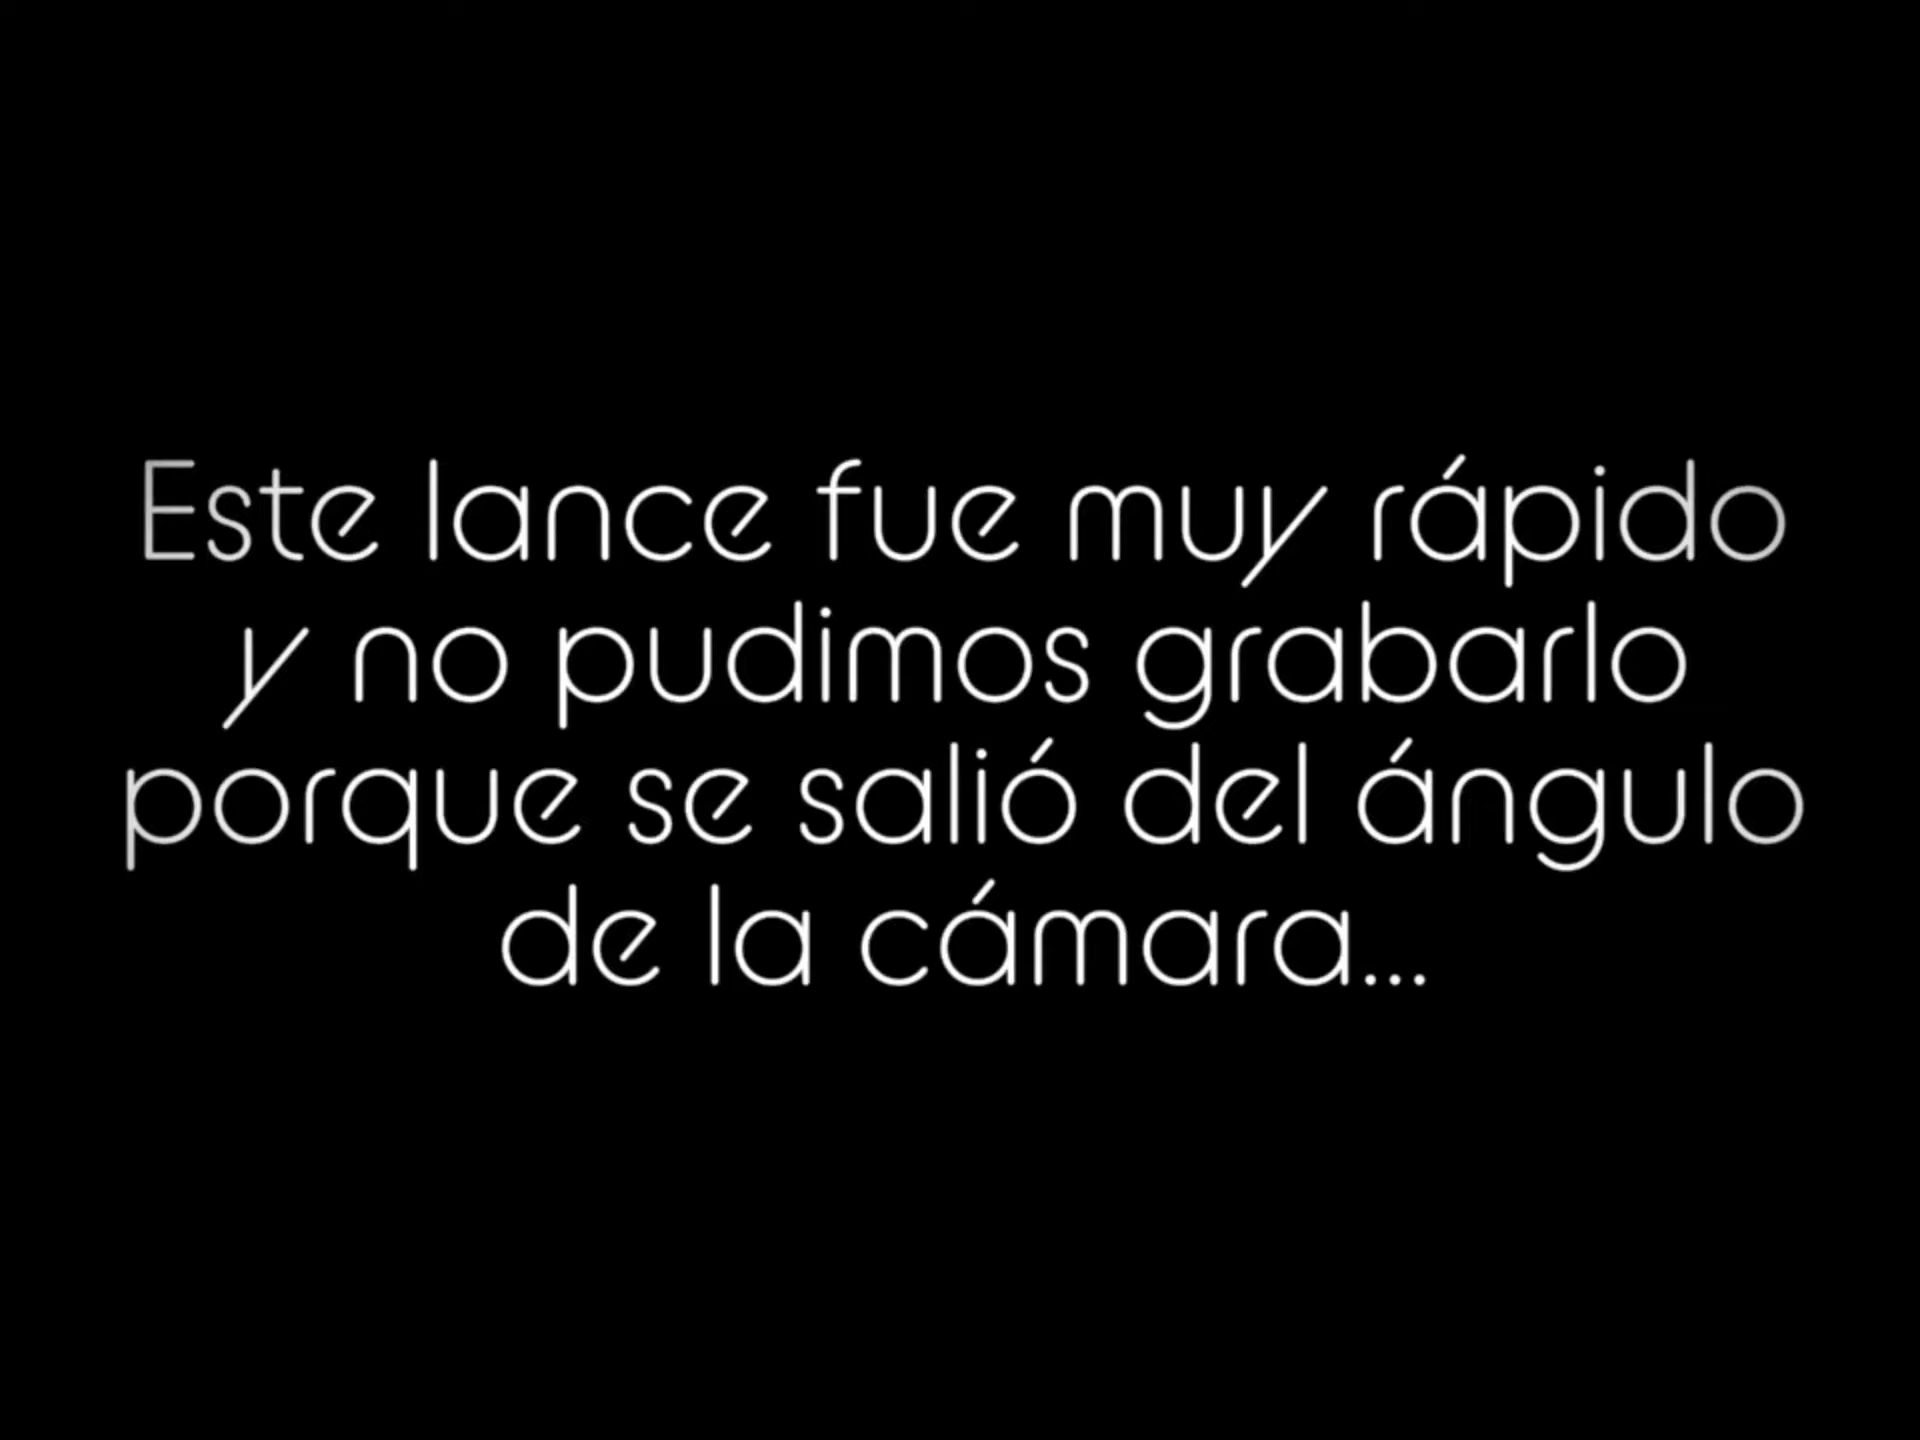 Este lance fue muy rápido
y no pudimos grabarlo
porque se salió del ángulo
de la cámara...